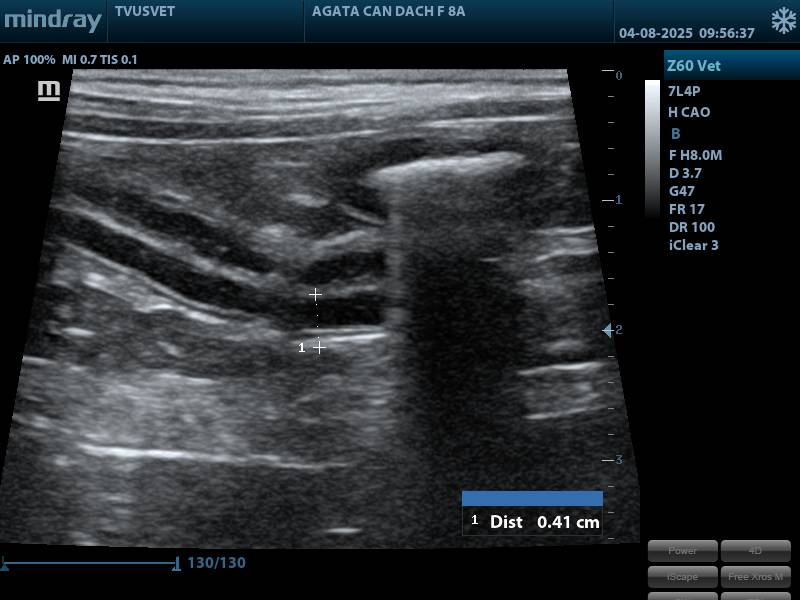 mindray
TVUSVET
AGATA CAN DACH F 8A
04-08-2025 09:56:37
AP 100% MI 0.7 TIS 0.1
m
Z60 Vet
7L4P
H CAO
B
F H8.0M
D 3.7
G47
FR 17
DR 100
iClear 3
0
1
2
3
1
1 Dist 0.41 cm
130/130
Power
4D
iScape
Free Xros M